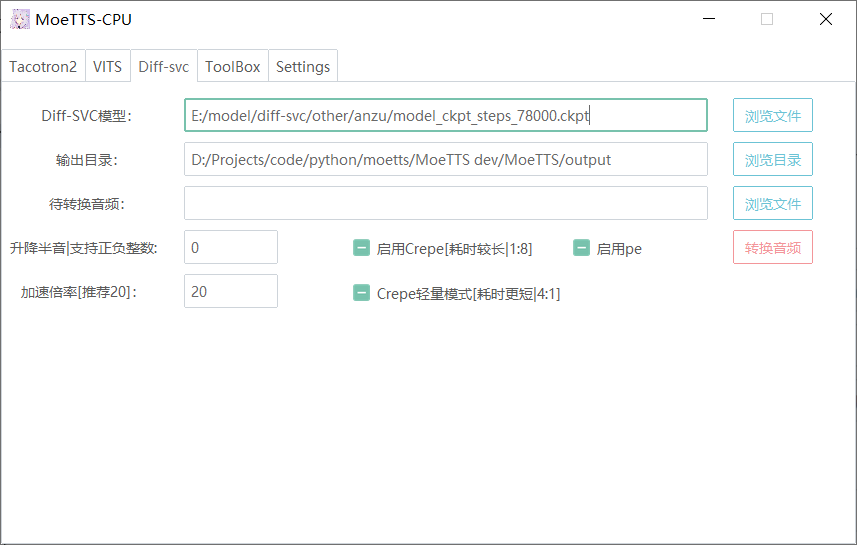 MoeTTS-CPU
Tacotron2 VITS Diff-svc ToolBox Settings
Diff-SVC模型： E:/model/diff-svc/other/anzu/model_ckpt_steps_78000.ckpt 浏览文件
输出目录： D:/Projects/code/python/moetts/MoeTTS dev/MoeTTS/output 浏览目录
待转换音频： 浏览文件
升降半音|支持正负整数: 0 启用Crepe[耗时较长|1:8] 启用pe 转换音频
加速倍率[推荐20]： 20 Crepe轻量模式[耗时更短|4:1]